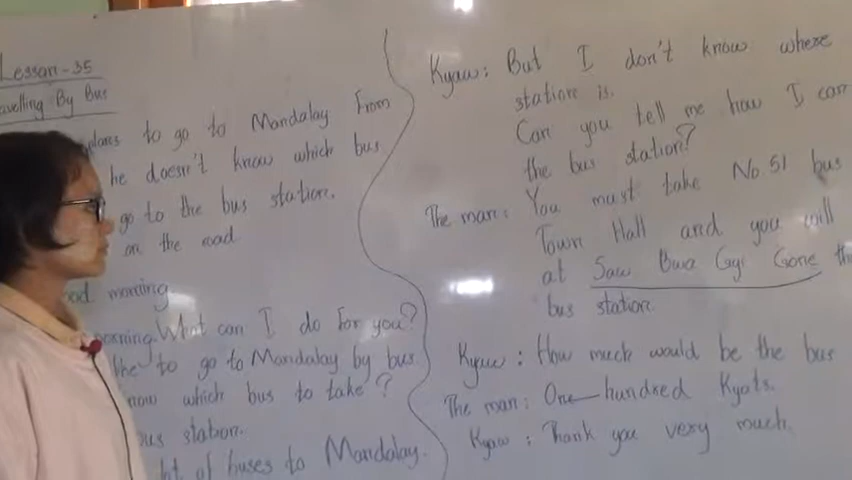 Lesson-35
avelling By Bus
plans to go to Mandalay From
he doesn't know which bus
go to the bus station.
on the road
od morning
orning. What can I do For you?
like to go to Mandalay by bus.
now which bus to take?
bus station.
lot of buses to Mandalay.
Kyaw: But I don't know where
station is.
Can you tell me how I can
the bus station?
The man: You must take No.51 bus
Town Hall and you will
at Saw Bwa Gyi Gone the
bus station.
Kyaw: How much would be the bus
The man: One-hundred Kyats.
Kyaw: Thank you very much.